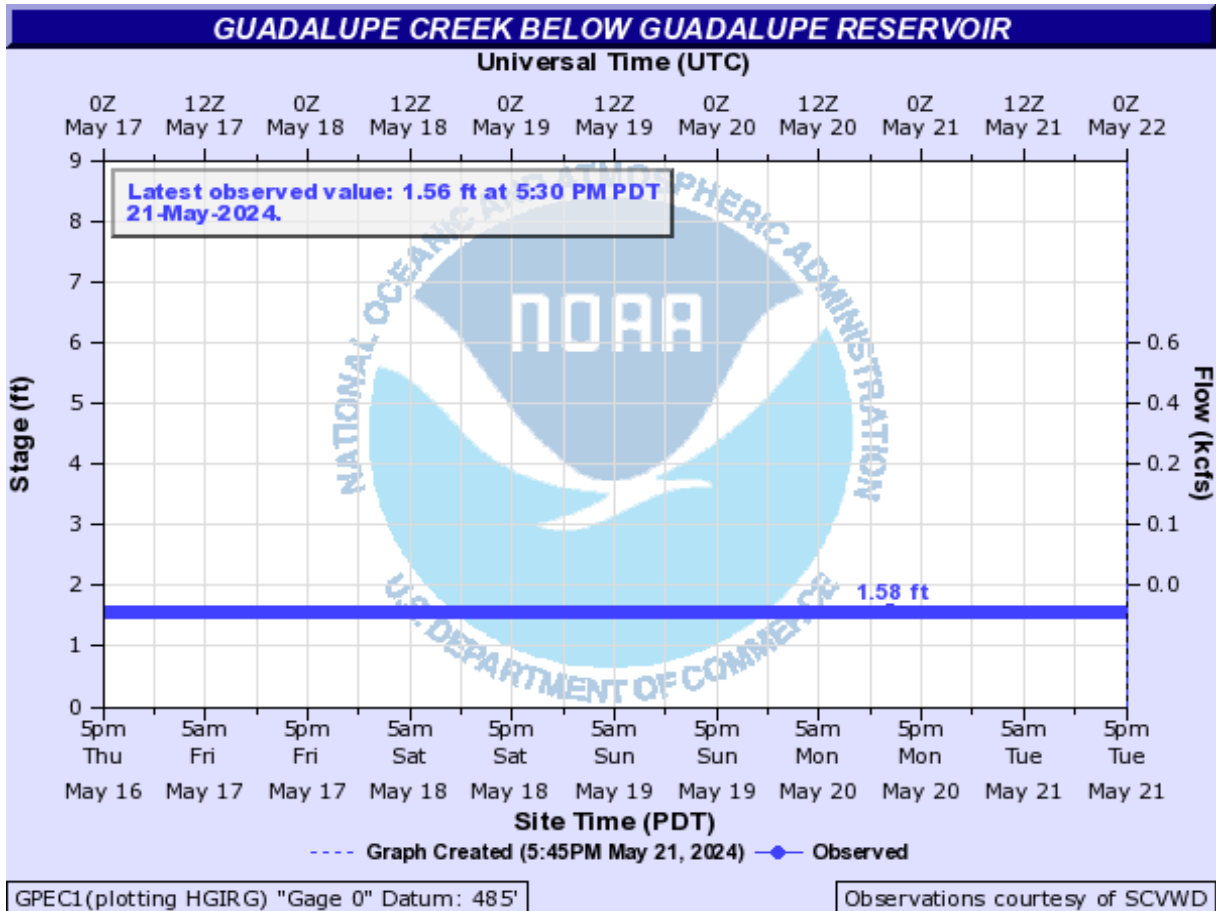 GUADALUPE CREEK BELOW GUADALUPE RESERVOIR
Universal Time (UTC)
0Z 12Z 0Z 12Z 0Z 12Z 0Z 12Z 0Z 12Z 0Z
May 17 May 17 May 18 May 18 May 19 May 19 May 20 May 20 May 21 May 21 May 22
Latest observed value: 1.56 ft at 5:30 PM PDT
21-May-2024.
NATIONAL OCEANIC AND ATMOSPHERIC ADMINISTRATION
NOAA
U.S. DEPARTMENT OF COMMERCE
Stage (ft)
9
8
7
6
5
4
3
2
1
0
Flow (kcfs)
0.6
0.4
0.2
0.1
0.0
1.58 ft
5pm 5am 5pm 5am 5pm 5am 5pm 5am 5pm 5am 5pm
Thu Fri Fri Sat Sat Sun Sun Mon Mon Tue Tue
May 16 May 17 May 17 May 18 May 18 May 19 May 19 May 20 May 20 May 21 May 21
Site Time (PDT)
Graph Created (5:45PM May 21, 2024) Observed
GPEC1(plotting HGIRG) "Gage 0" Datum: 485'
Observations courtesy of SCVWD